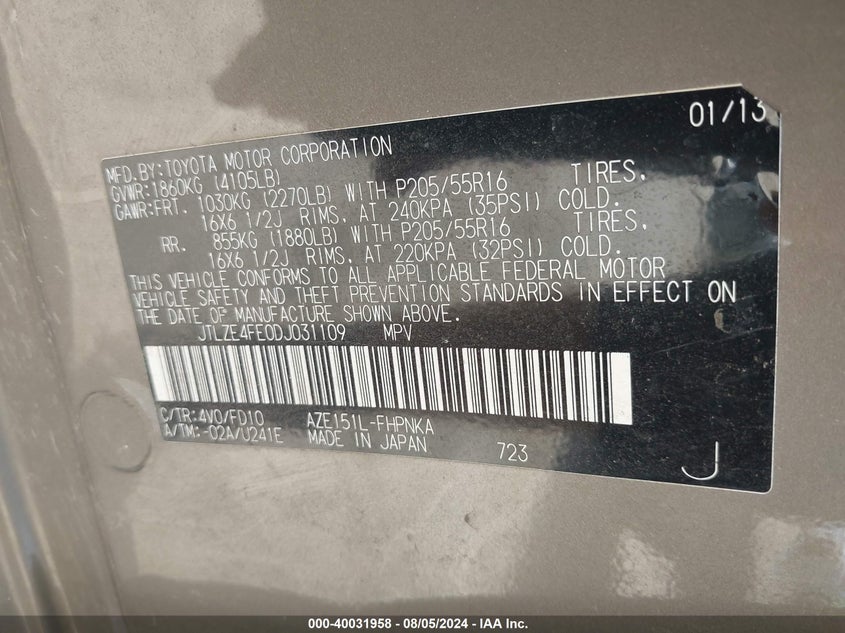 01/13
MFD.BY:TOYOTA MOTOR CORPORATION
GVWR:1860KG (4105LB)
GAWR:FRT. 1030KG (2270LB) WITH P205/55R16 TIRES,
16X6 1/2J RIMS, AT 240KPA (35PSI) COLD.
RR. 855KG (1880LB) WITH P205/55R16 TIRES,
16X6 1/2J RIMS, AT 220KPA (32PSI) COLD.
THIS VEHICLE CONFORMS TO ALL APPLICABLE FEDERAL MOTOR
VEHICLE SAFETY AND THEFT PREVENTION STANDARDS IN EFFECT ON
THE DATE OF MANUFACTURE SHOWN ABOVE.
JTLZE4FE0DJ031109 MPV
C/TR:4V0/FD10 AZE151L-FHPNKA
A/TM:-02A/U241E MADE IN JAPAN 723
J
000-40031958 - 08/05/2024 - IAA Inc.